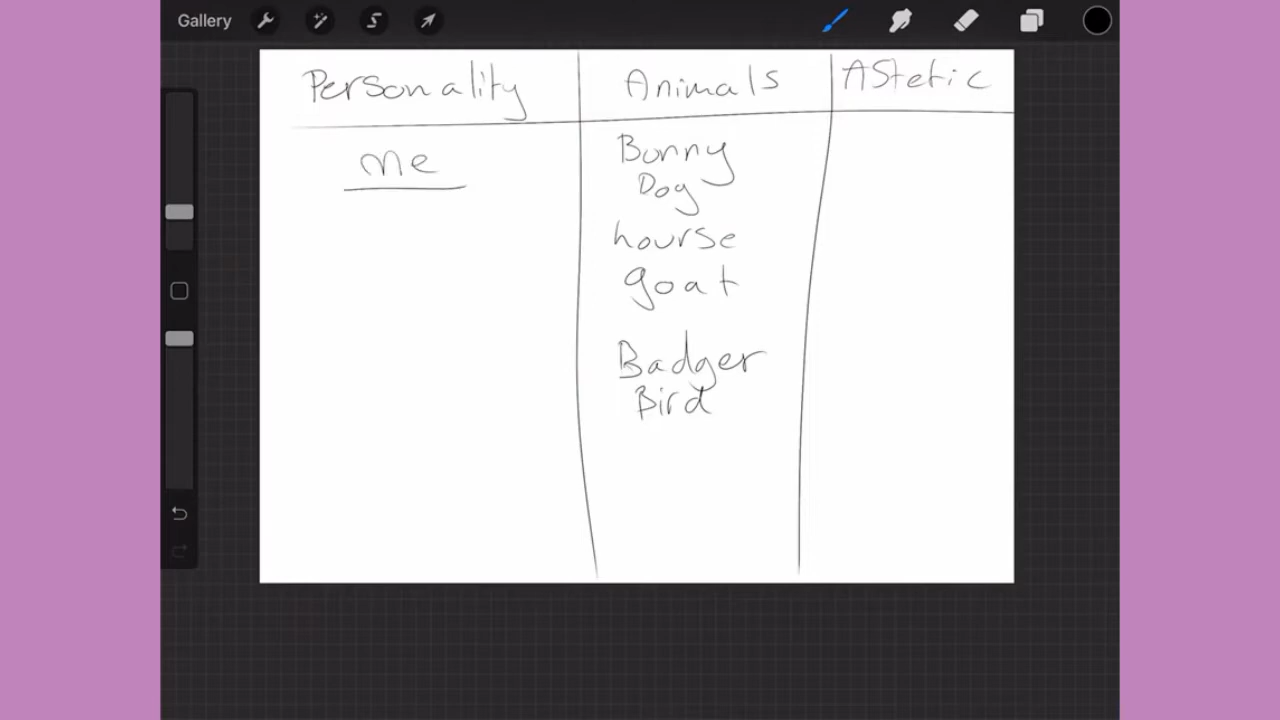 Gallery
Personality
Animals
Astetic
me
Bunny
Dog
hourse
goat
Badger
Bird